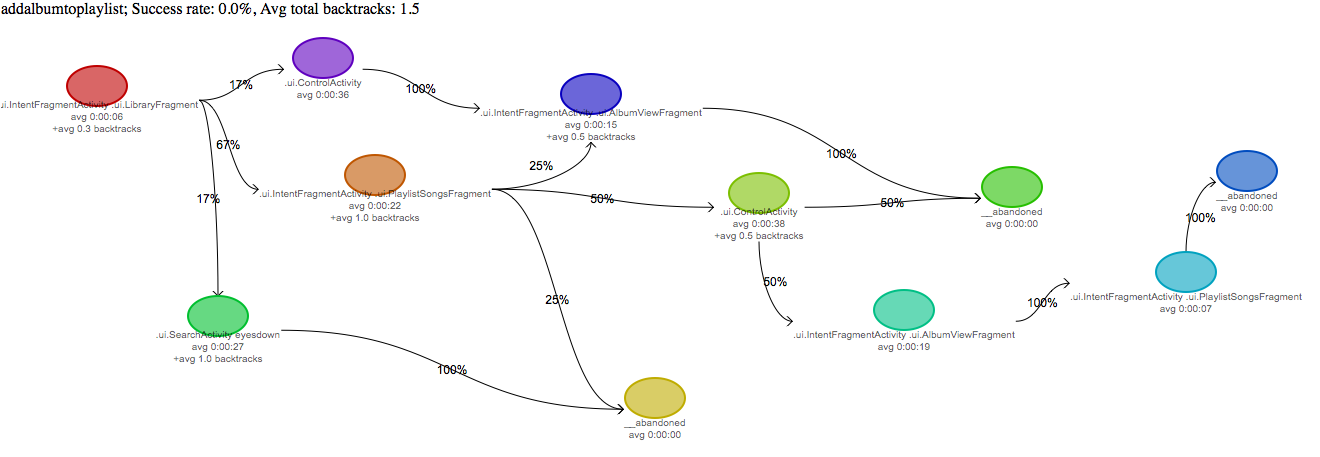 addalbumtoplaylist; Success rate: 0.0%, Avg total backtracks: 1.5
.ui.IntentFragmentActivity .ui.LibraryFragment
avg 0:00:06
+avg 0.3 backtracks
17%
.ui.ControlActivity
avg 0:00:36
100%
.ui.IntentFragmentActivity .ui.AlbumViewFragment
avg 0:00:15
+avg 0.5 backtracks
67%
.ui.IntentFragmentActivity .ui.PlaylistSongsFragment
avg 0:00:22
+avg 1.0 backtracks
17%
25%
50%
100%
.ui.ControlActivity
avg 0:00:38
+avg 0.5 backtracks
50%
__abandoned
avg 0:00:00
__abandoned
avg 0:00:00
100%
50%
25%
.ui.IntentFragmentActivity .ui.PlaylistSongsFragment
avg 0:00:07
100%
.ui.IntentFragmentActivity .ui.AlbumViewFragment
avg 0:00:19
.ui.SearchActivity eyesdown
avg 0:00:27
+avg 1.0 backtracks
100%
__abandoned
avg 0:00:00